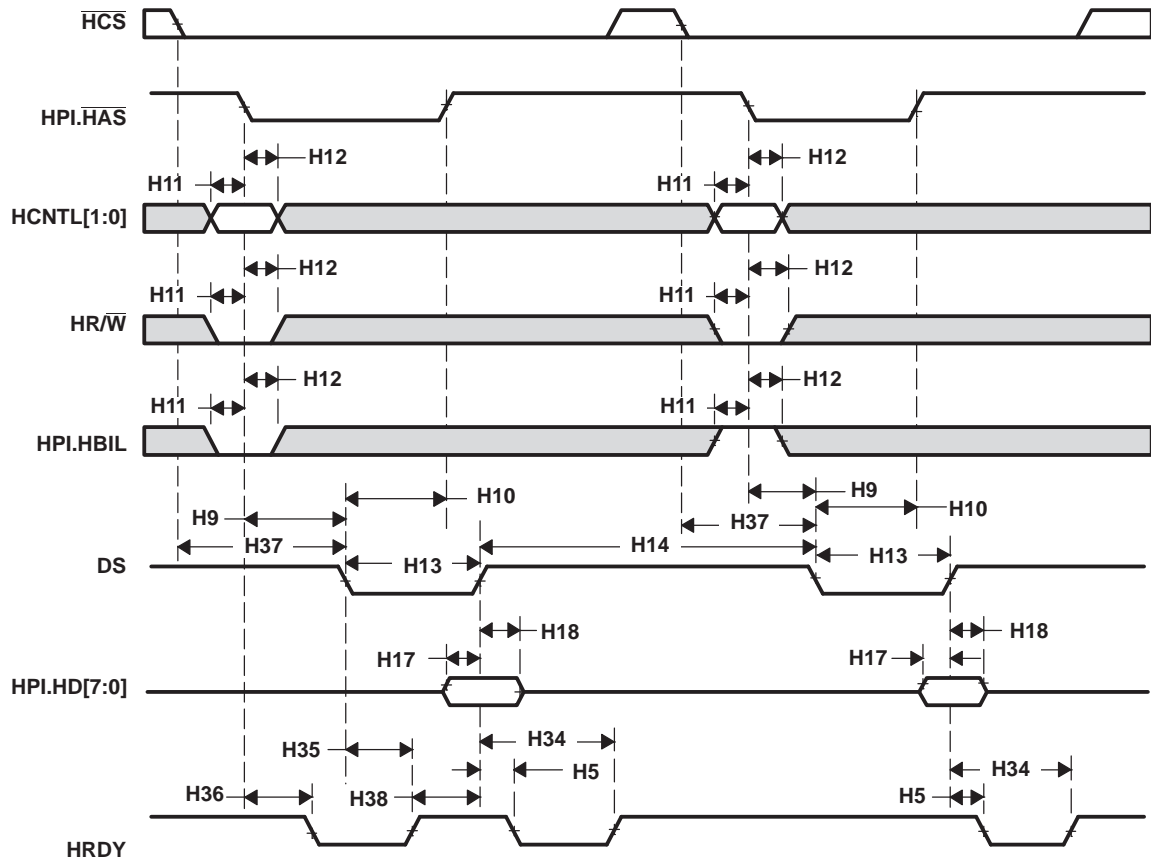 HCS
HPI.HAS
H12 H12
H11 H11
HCNTL[1:0]
H12 H12
H11 H11
HR/W
H12 H12
H11 H11
HPI.HBIL
H10 H9
H9 H10
H37 H37
H14
DS H13 H13
H18 H18
H17 H17
HPI.HD[7:0]
H34
H35
H5 H34
H36 H38 H5
HRDY